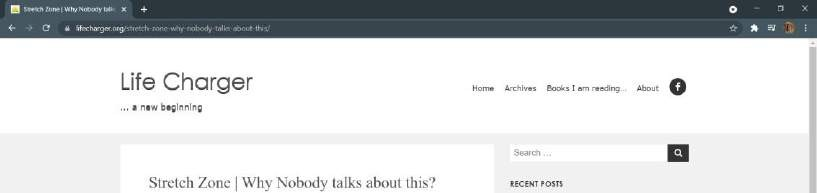 Stretch Zone | Why Nobody talks
lifecharger.org/stretch-zone-why-nobody-talks-about-this/
Life Charger
... a new beginning
Home Archives Books I am reading... About
Search ...
Stretch Zone | Why Nobody talks about this?
RECENT POSTS